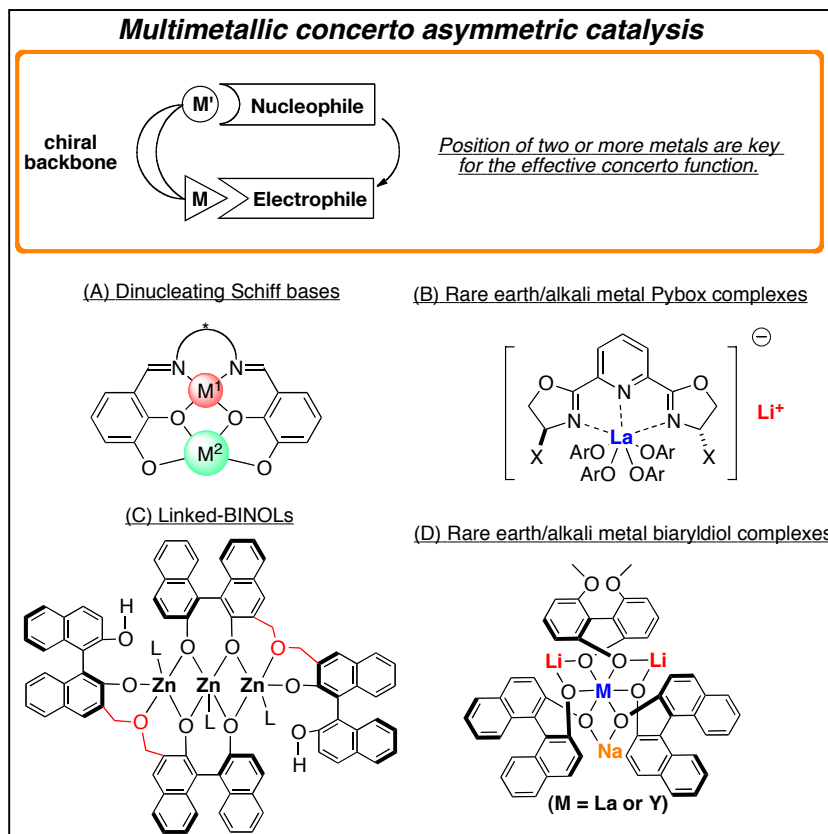 Multimetallic concerto asymmetric catalysis
M' Nucleophile
chiral
backbone
M Electrophile
Position of two or more metals are key
for the effective concerto function.
(A) Dinucleating Schiff bases
*
N N
M1
O O
M2
O O
(B) Rare earth/alkali metal Pybox complexes
−
O N O
N N
La
Li+
ArO OAr
ArO OAr
X X
(C) Linked-BINOLs
H
O
L
O O O
O Zn Zn Zn O
L L
O O O
O
H
(D) Rare earth/alkali metal biaryldiol complexes
O O
Li O O Li
O M O
O O
Na
(M = La or Y)